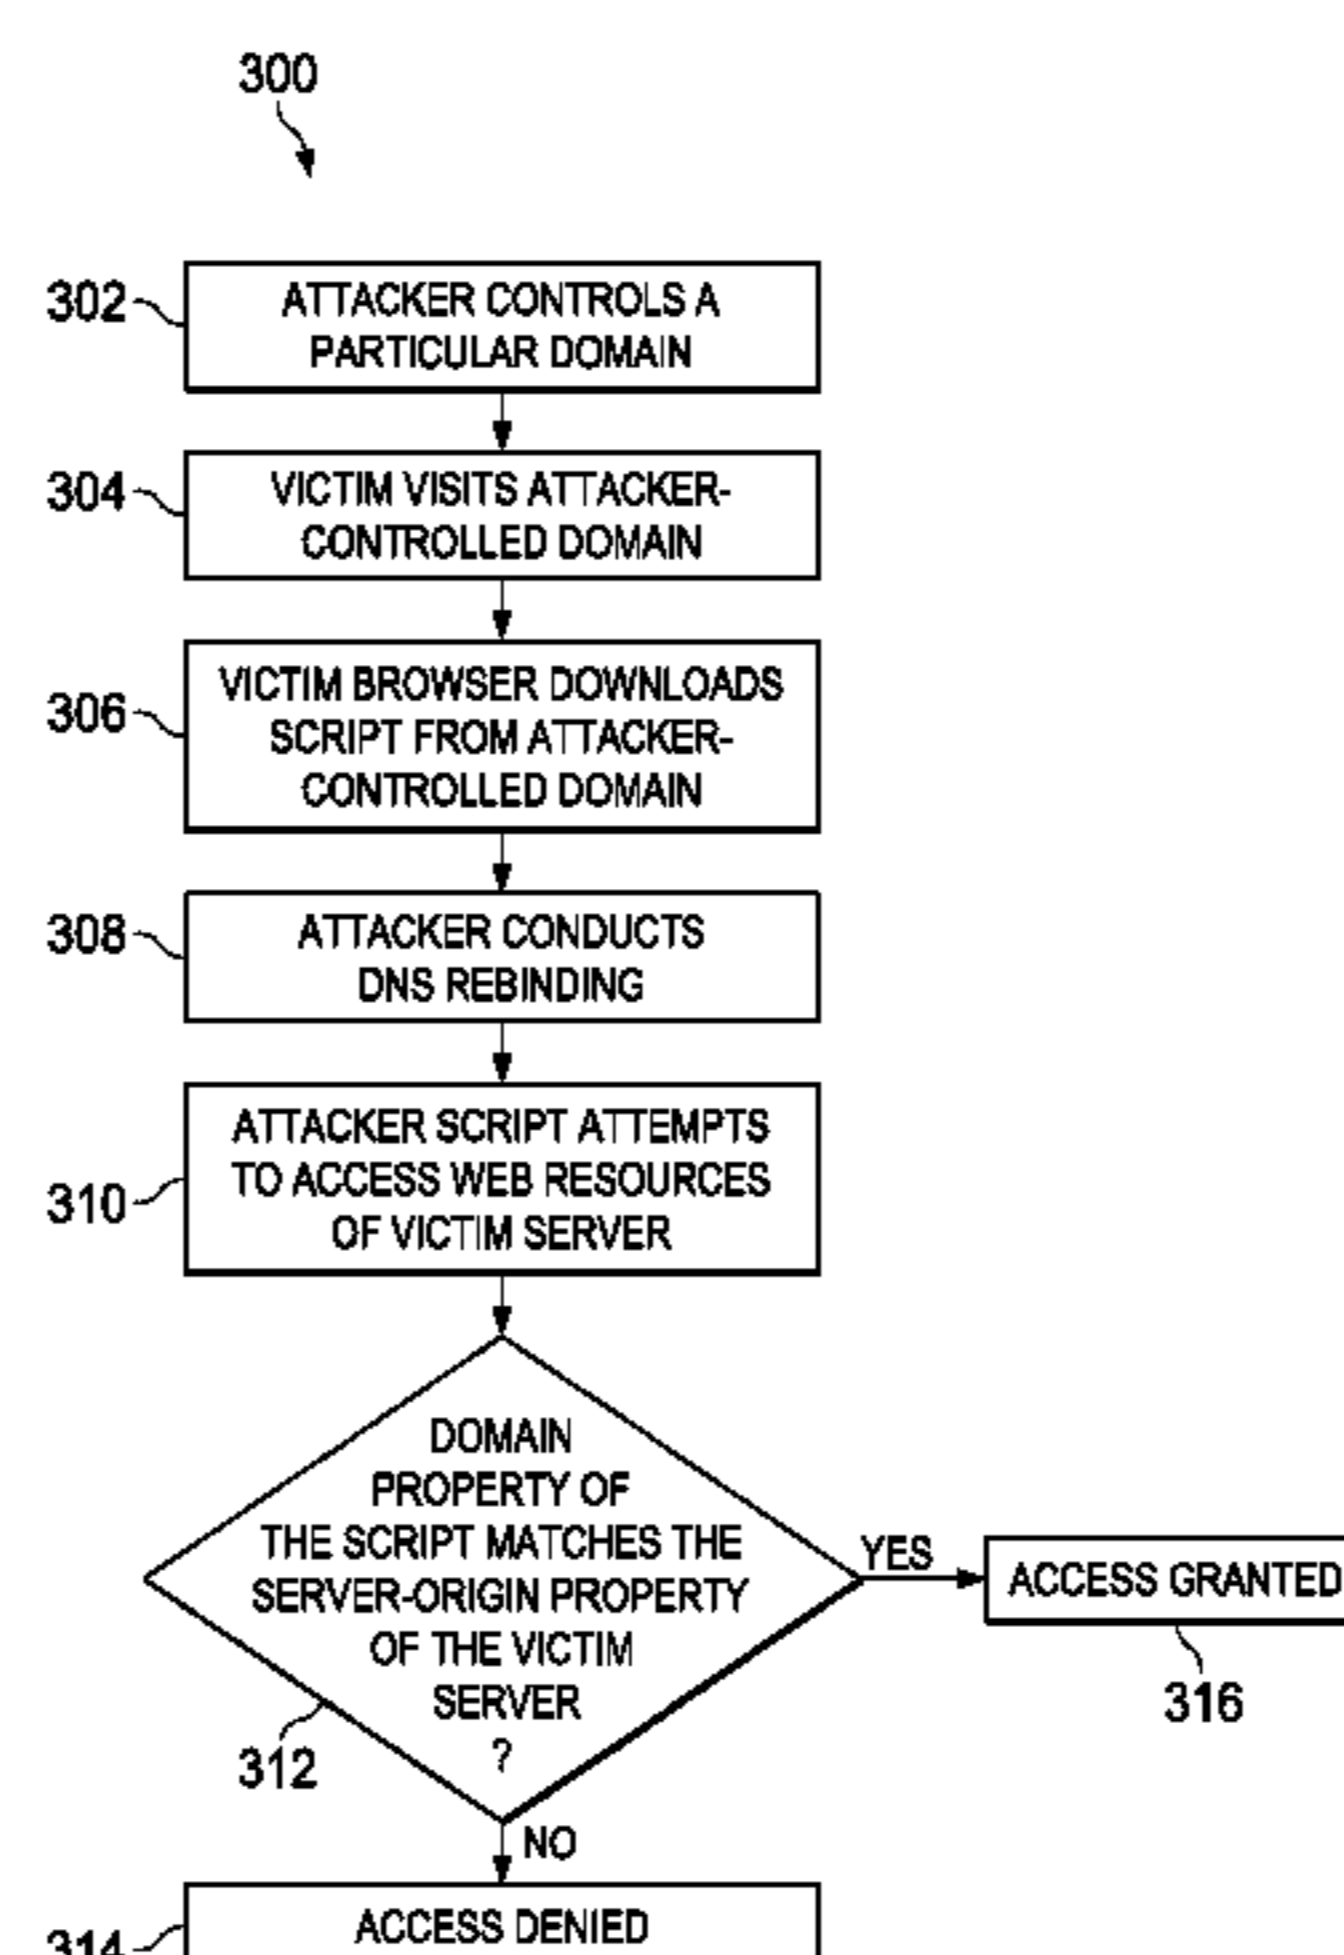 300
302
ATTACKER CONTROLS A
PARTICULAR DOMAIN
304
VICTIM VISITS ATTACKER-
CONTROLLED DOMAIN
306
VICTIM BROWSER DOWNLOADS
SCRIPT FROM ATTACKER-
CONTROLLED DOMAIN
308
ATTACKER CONDUCTS
DNS REBINDING
310
ATTACKER SCRIPT ATTEMPTS
TO ACCESS WEB RESOURCES
OF VICTIM SERVER
DOMAIN
PROPERTY OF
THE SCRIPT MATCHES THE
SERVER-ORIGIN PROPERTY
OF THE VICTIM
SERVER
?
312
YES
ACCESS GRANTED
316
NO
314
ACCESS DENIED